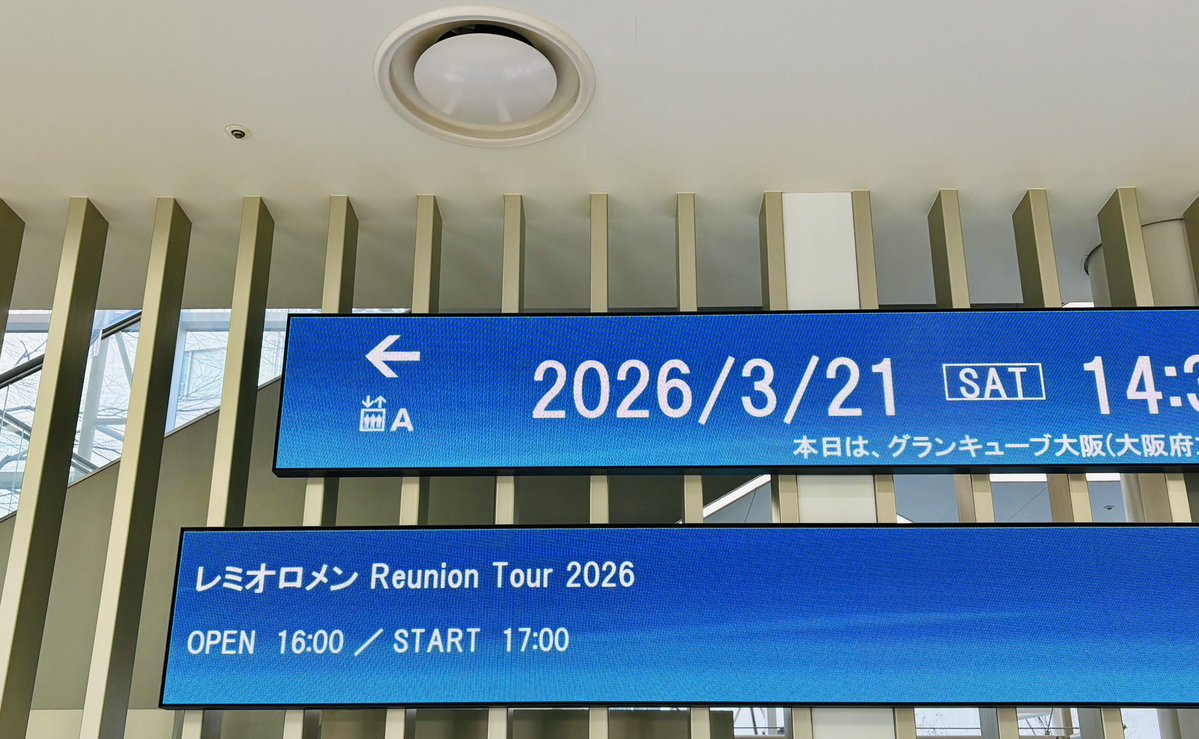 ←
A
2026/3/21 SAT 14:3
本日は、グランキューブ大阪(大阪府
レミオロメン Reunion Tour 2026
OPEN 16:00 / START 17:00